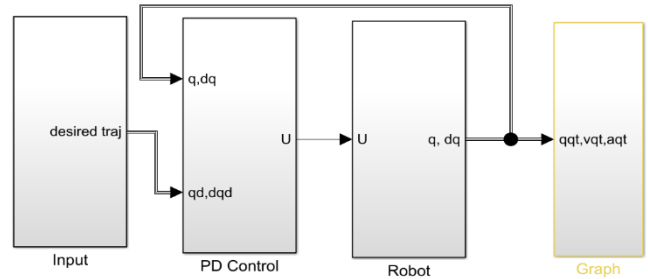 q,dq
desired traj
U
U
q, dq
qqt,vqt,aqt
qd,dqd
Input
PD Control
Robot
Graph